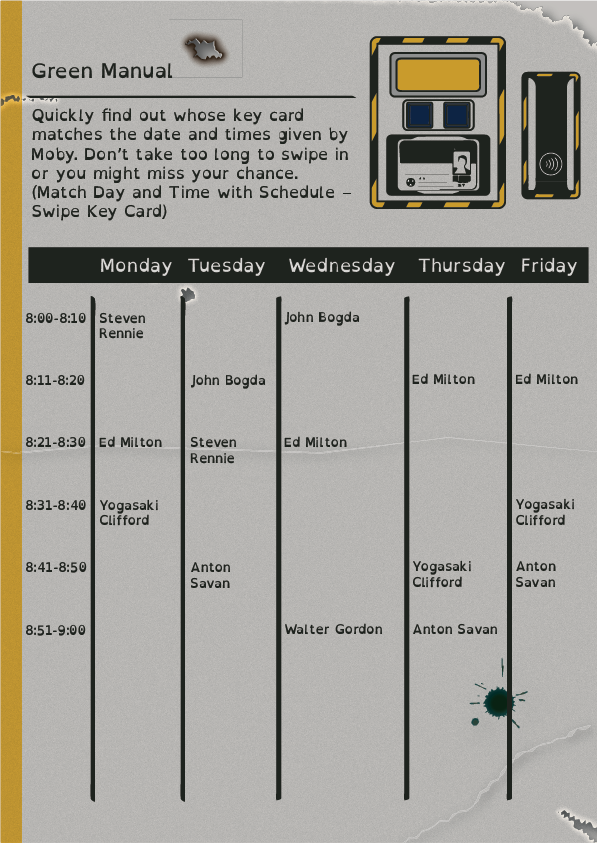 Green Manual
Quickly find out whose key card
matches the date and times given by
Moby. Don't take too long to swipe in
or you might miss your chance.
(Match Day and Time with Schedule –
Swipe Key Card)
Monday Tuesday Wednesday Thursday Friday
8:00-8:10 Steven John Bogda
Rennie
8:11-8:20 John Bogda Ed Milton Ed Milton
8:21-8:30 Ed Milton Steven Ed Milton
Rennie
8:31-8:40 Yogasaki Yogasaki
Clifford Clifford
8:41-8:50 Anton Yogasaki Anton
Savan Clifford Savan
8:51-9:00 Walter Gordon Anton Savan